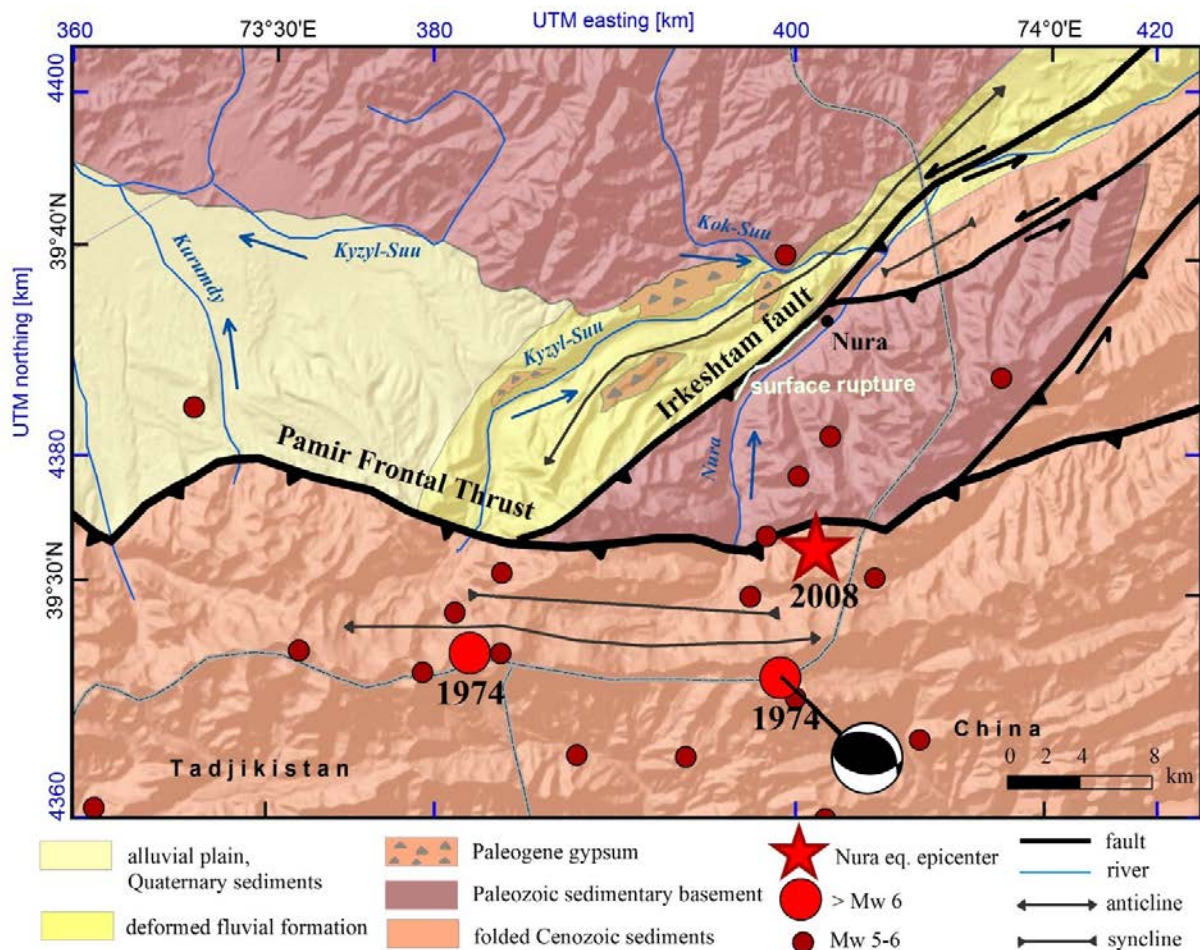 UTM easting [km]
360
73°30'E
380
400
74°0'E
420
4400
39°40'N
UTM northing [km]
4380
39°30'N
4360
Kurumdy
Kyzyl-Suu
Kok-Suu
Kyzyl-Suu
Irkeshtam fault
Nura
surface rupture
Nura
Pamir Frontal Thrust
2008
1974
1974
Tadjikistan
China
0 2 4 8
km
alluvial plain,
Quaternary sediments
deformed fluvial formation
Paleogene gypsum
Paleozoic sedimentary basement
folded Cenozoic sediments
Nura eq. epicenter
> Mw 6
Mw 5-6
fault
river
anticline
syncline